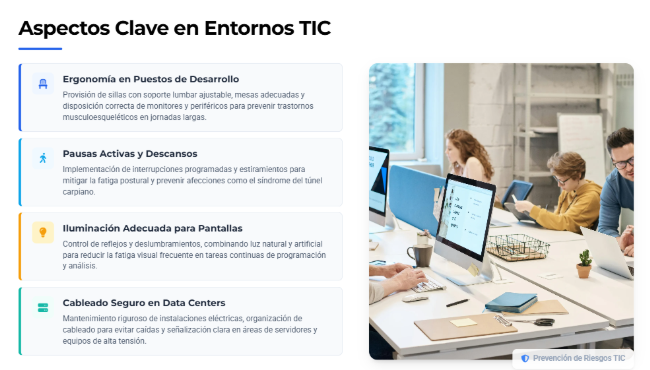 Aspectos Clave en Entornos TIC
Ergonomía en Puestos de Desarrollo
Provisión de sillas con soporte lumbar ajustable, mesas adecuadas y
disposición correcta de monitores y periféricos para prevenir trastornos
musculoesqueléticos en jornadas largas.
Pausas Activas y Descansos
Implementación de interrupciones programadas y estiramientos para
mitigar la fatiga postural y prevenir afecciones como el síndrome del túnel
carpiano.
Iluminación Adecuada para Pantallas
Control de reflejos y deslumbramientos, combinando luz natural y artificial
para reducir la fatiga visual frecuente en tareas continuas de programación
y análisis.
Cableado Seguro en Data Centers
Mantenimiento riguroso de instalaciones eléctricas, organización de
cableado para evitar caídas y señalización clara en áreas de servidores y
equipos de alta tensión.
Prevención de Riesgos TIC